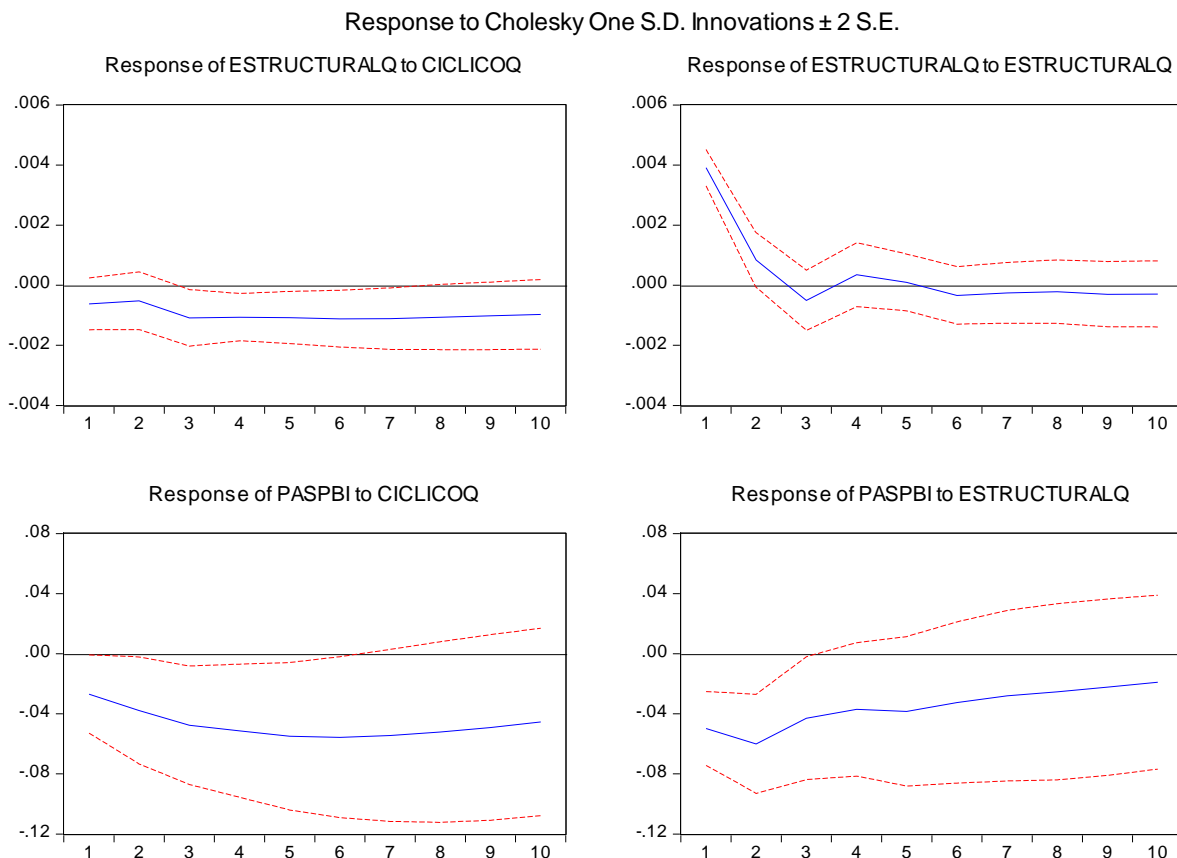 Response to Cholesky One S.D. Innovations ± 2 S.E.
Response of ESTRUCTURALQ to CICLICOQ
.006
.004
.002
.000
-.002
-.004
1 2 3 4 5 6 7 8 9 10
Response of ESTRUCTURALQ to ESTRUCTURALQ
.006
.004
.002
.000
-.002
-.004
1 2 3 4 5 6 7 8 9 10
Response of PASPBI to CICLICOQ
.08
.04
.00
-.04
-.08
-.12
1 2 3 4 5 6 7 8 9 10
Response of PASPBI to ESTRUCTURALQ
.08
.04
.00
-.04
-.08
-.12
1 2 3 4 5 6 7 8 9 10